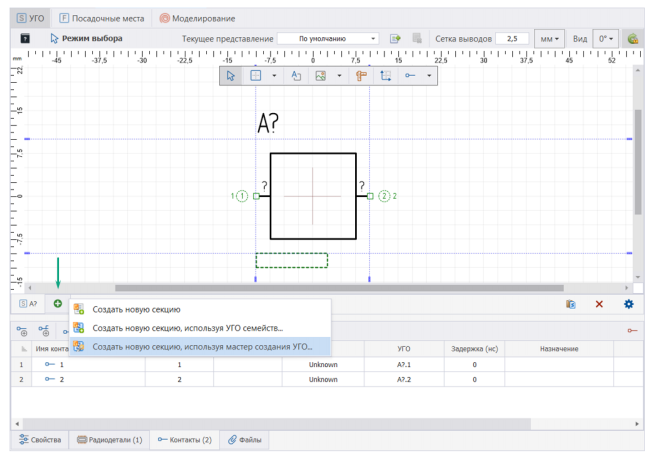 S УГО F Посадочные места Моделирование
? Режим выбора Текущее представление По умолчанию Сетка выводов 2,5 мм Вид 0°
мм -45 -37,5 -30 -22,5 -15 -7,5 0 7,5 15 22,5 30 37,5 45 52
22,
15
7,5
0
-7,5
-15
A?
? ?
1 1 2 2
S A?
Создать новую секцию
Создать новую секцию, используя УГО семейств...
Создать новую секцию, используя мастер создания УГО...
Имя конта УГО Задержка (нс) Назначение
1 1 1 Unknown A?.1 0
2 2 2 Unknown A?.2 0
Свойства Радиодетали (1) Контакты (2) Файлы